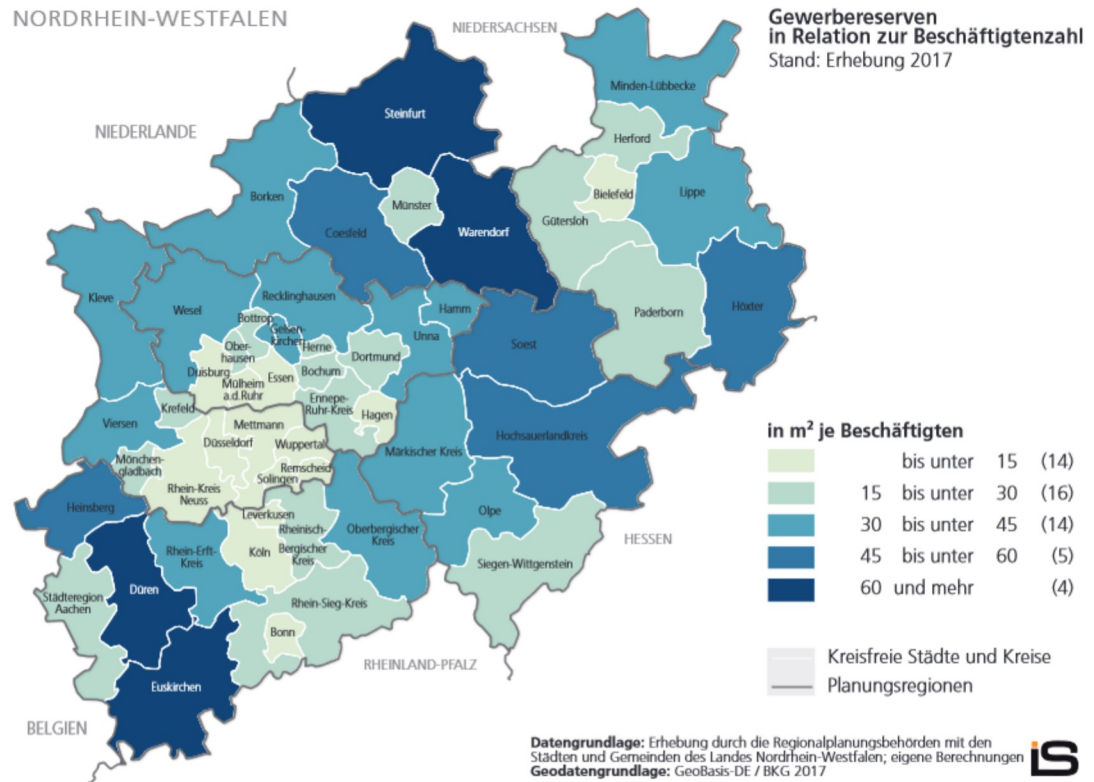 NORDRHEIN-WESTFALEN
NIEDERSACHSEN
Gewerbereserven
in Relation zur Beschäftigtenzahl
Stand: Erhebung 2017
Minden-Lübbecke
Steinfurt
NIEDERLANDE
Herford
Borken
Münster
Bielefeld
Lippe
Gütersloh
Coesfeld
Warendorf
Kleve
Wesel
Recklinghausen
Hamm
Höxter
Paderborn
Bottrop
Gelsen-
kirchen
Herne
Unna
Soest
Ober-
hausen
Dortmund
Duisburg
Essen
Bochum
Mülheim
a.d.Ruhr
Ennepe-
Ruhr-Kreis
Krefeld
Hagen
Viersen
Mettmann
Düsseldorf
Wuppertal
Märkischer Kreis
Hochsauerlandkreis
Mönchen-
gladbach
Remscheid
Solingen
Rhein-Kreis
Neuss
Heinsberg
Leverkusen
Rheinisch-
Bergischer
Kreis
Oberbergischer
Kreis
Olpe
Rhein-Erft-
Kreis
Köln
HESSEN
Siegen-Wittgenstein
Düren
Städteregion
Aachen
Rhein-Sieg-Kreis
Bonn
RHEINLAND-PFALZ
Euskirchen
BELGIEN
in m² je Beschäftigten
bis unter 15 (14)
15 bis unter 30 (16)
30 bis unter 45 (14)
45 bis unter 60 (5)
60 und mehr (4)
Kreisfreie Städte und Kreise
Planungsregionen
Datengrundlage: Erhebung durch die Regionalplanungsbehörden mit den
Städten und Gemeinden des Landes Nordrhein-Westfalen; eigene Berechnungen
Geodatengrundlage: GeoBasis-DE / BKG 2017
iS